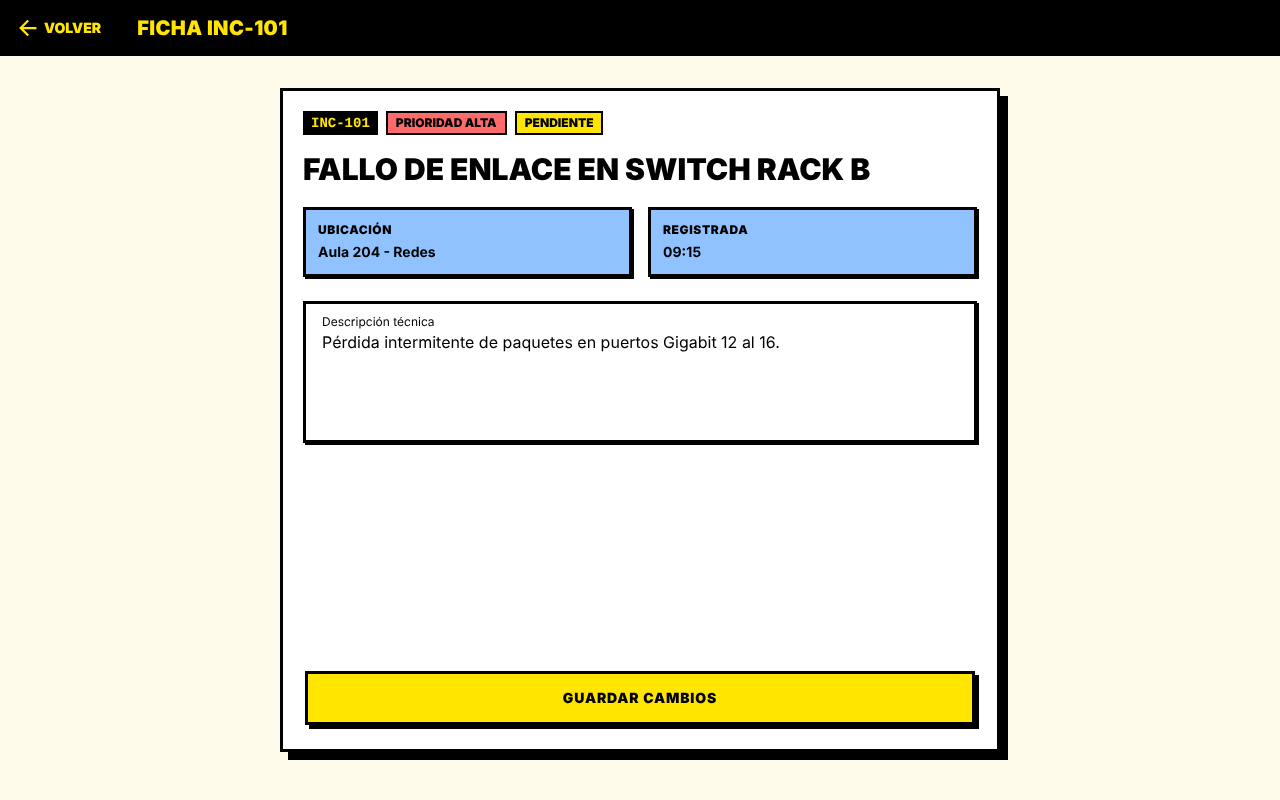 VOLVER
FICHA INC-101
INC-101
PRIORIDAD ALTA
PENDIENTE
FALLO DE ENLACE EN SWITCH RACK B
UBICACIÓN
Aula 204 - Redes
REGISTRADA
09:15
Descripción técnica
Pérdida intermitente de paquetes en puertos Gigabit 12 al 16.
GUARDAR CAMBIOS